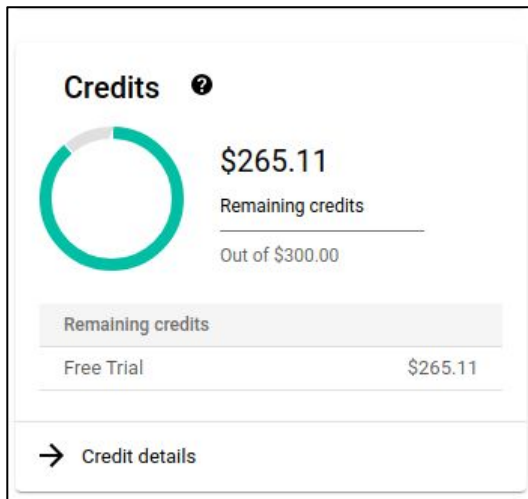 Credits ?
$265.11
Remaining credits
Out of $300.00
Remaining credits
Free Trial $265.11
Credit details